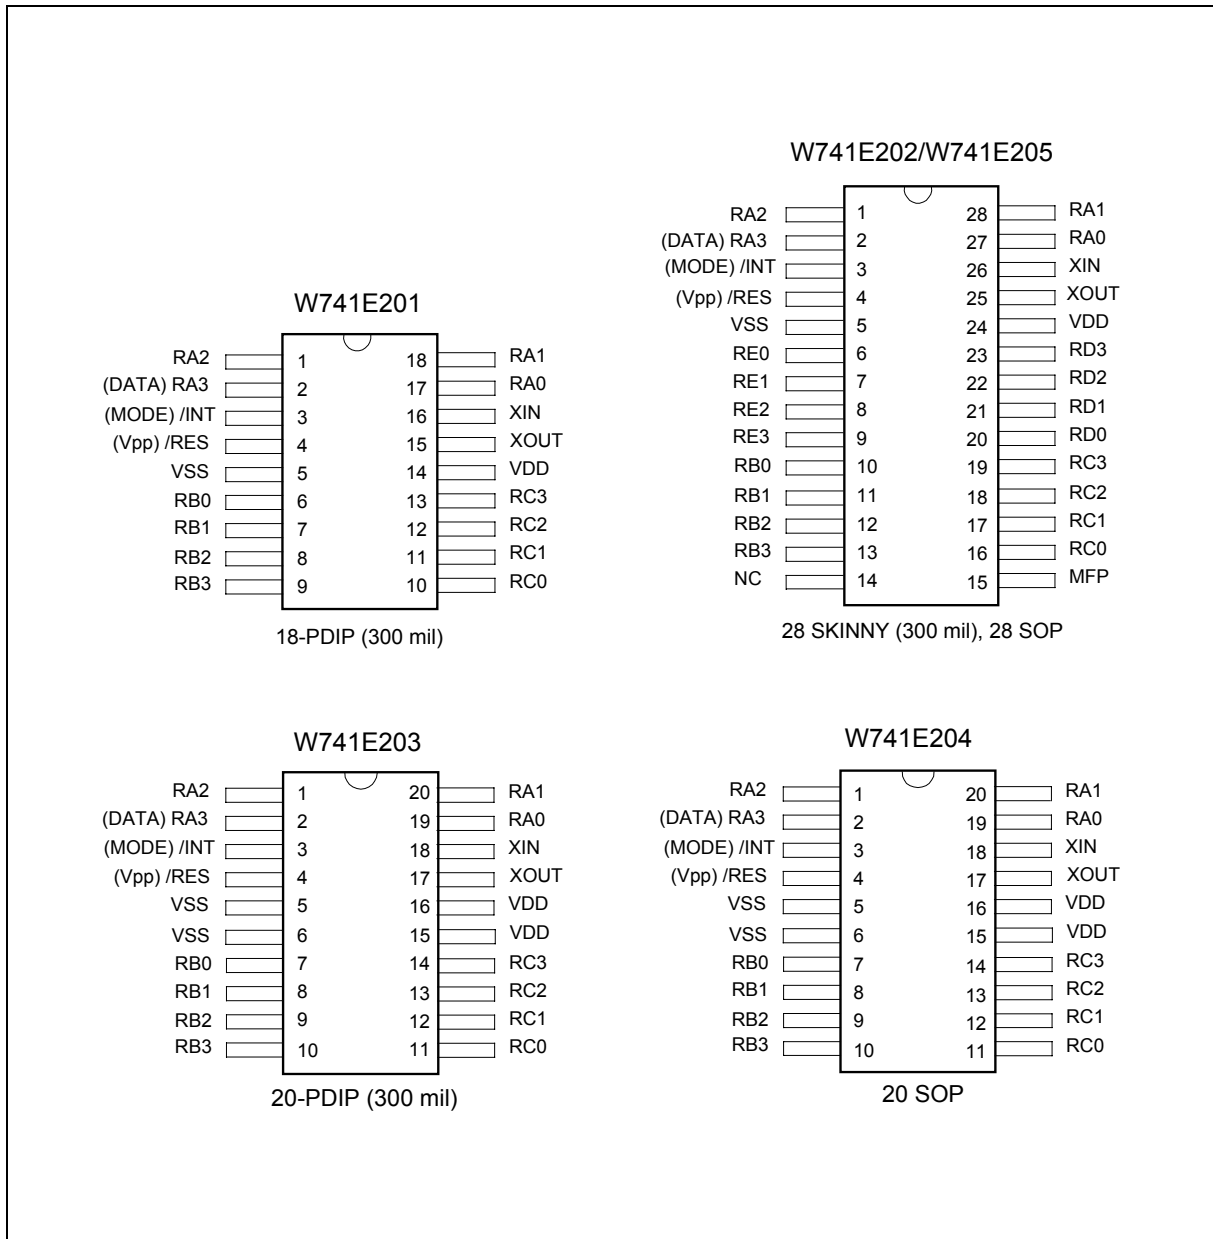 W741E201
RA2 1 18 RA1
(DATA) RA3 2 17 RA0
(MODE) /INT 3 16 XIN
(Vpp) /RES 4 15 XOUT
VSS 5 14 VDD
RB0 6 13 RC3
RB1 7 12 RC2
RB2 8 11 RC1
RB3 9 10 RC0
18-PDIP (300 mil)
W741E202/W741E205
RA2 1 28 RA1
(DATA) RA3 2 27 RA0
(MODE) /INT 3 26 XIN
(Vpp) /RES 4 25 XOUT
VSS 5 24 VDD
RE0 6 23 RD3
RE1 7 22 RD2
RE2 8 21 RD1
RE3 9 20 RD0
RB0 10 19 RC3
RB1 11 18 RC2
RB2 12 17 RC1
RB3 13 16 RC0
NC 14 15 MFP
28 SKINNY (300 mil), 28 SOP
W741E203
RA2 1 20 RA1
(DATA) RA3 2 19 RA0
(MODE) /INT 3 18 XIN
(Vpp) /RES 4 17 XOUT
VSS 5 16 VDD
VSS 6 15 VDD
RB0 7 14 RC3
RB1 8 13 RC2
RB2 9 12 RC1
RB3 10 11 RC0
20-PDIP (300 mil)
W741E204
RA2 1 20 RA1
(DATA) RA3 2 19 RA0
(MODE) /INT 3 18 XIN
(Vpp) /RES 4 17 XOUT
VSS 5 16 VDD
VSS 6 15 VDD
RB0 7 14 RC3
RB1 8 13 RC2
RB2 9 12 RC1
RB3 10 11 RC0
20 SOP